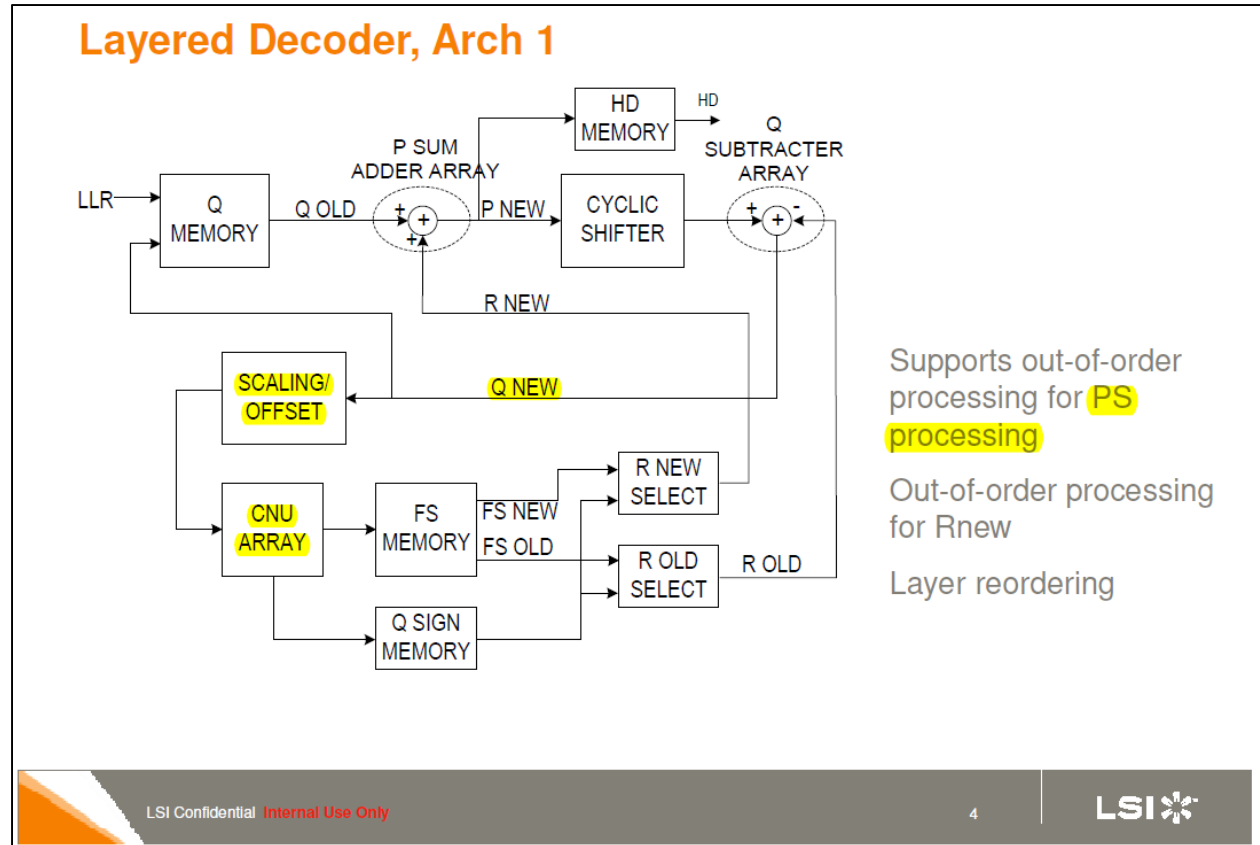 Layered Decoder, Arch 1
HD
MEMORY
HD
Q
SUBTRACTER
ARRAY
P SUM
ADDER ARRAY
LLR
Q
MEMORY
Q OLD
+
+
+
P NEW
CYCLIC
SHIFTER
+
+
-
R NEW
SCALING/
OFFSET
Q NEW
CNU
ARRAY
FS
MEMORY
FS NEW
FS OLD
R NEW
SELECT
R OLD
SELECT
R OLD
Q SIGN
MEMORY
Supports out-of-order
processing for PS
processing
Out-of-order processing
for Rnew
Layer reordering
LSI Confidential Internal Use Only
4
LSI